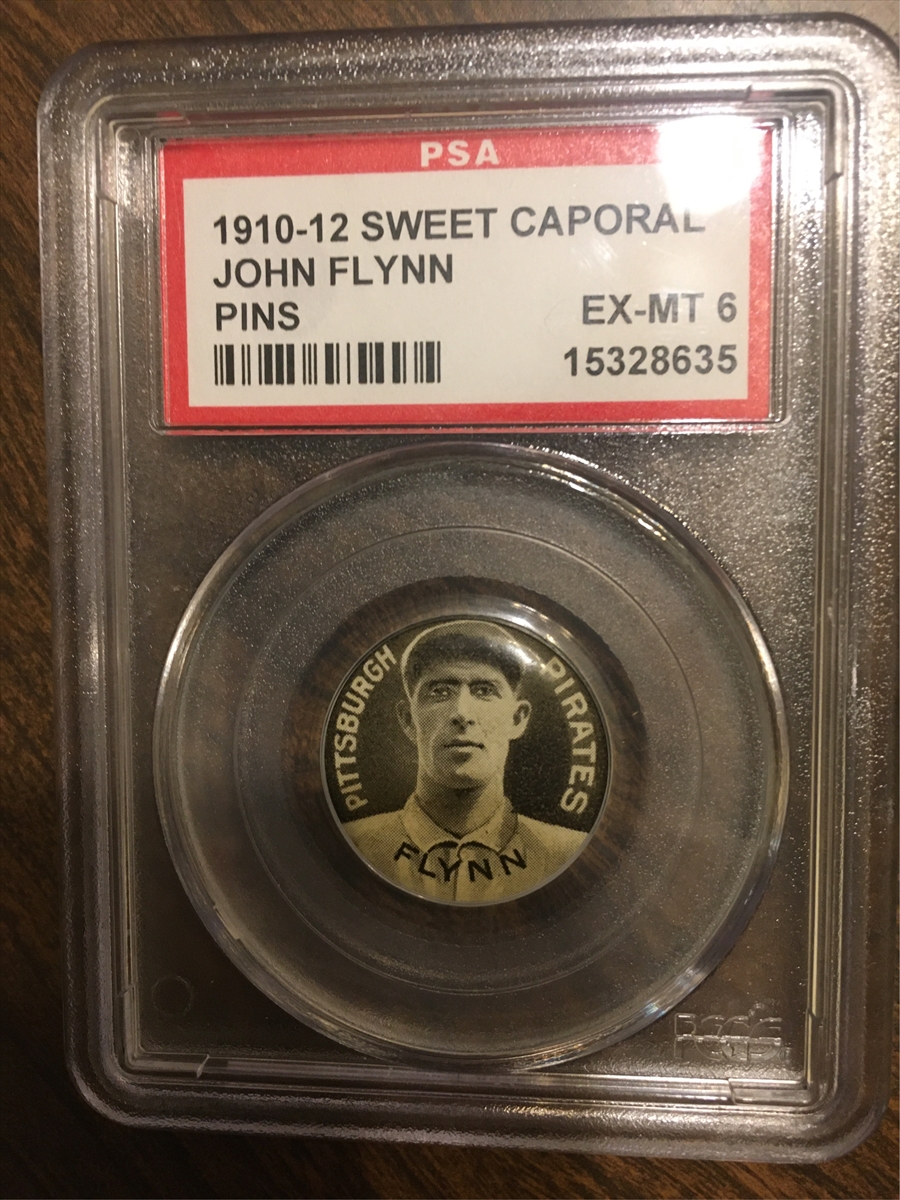 PSA
1910-12 SWEET CAPORAL
JOHN FLYNN
PINS
EX-MT 6
15328635
PITTSBURGH
PIRATES
FLYNN